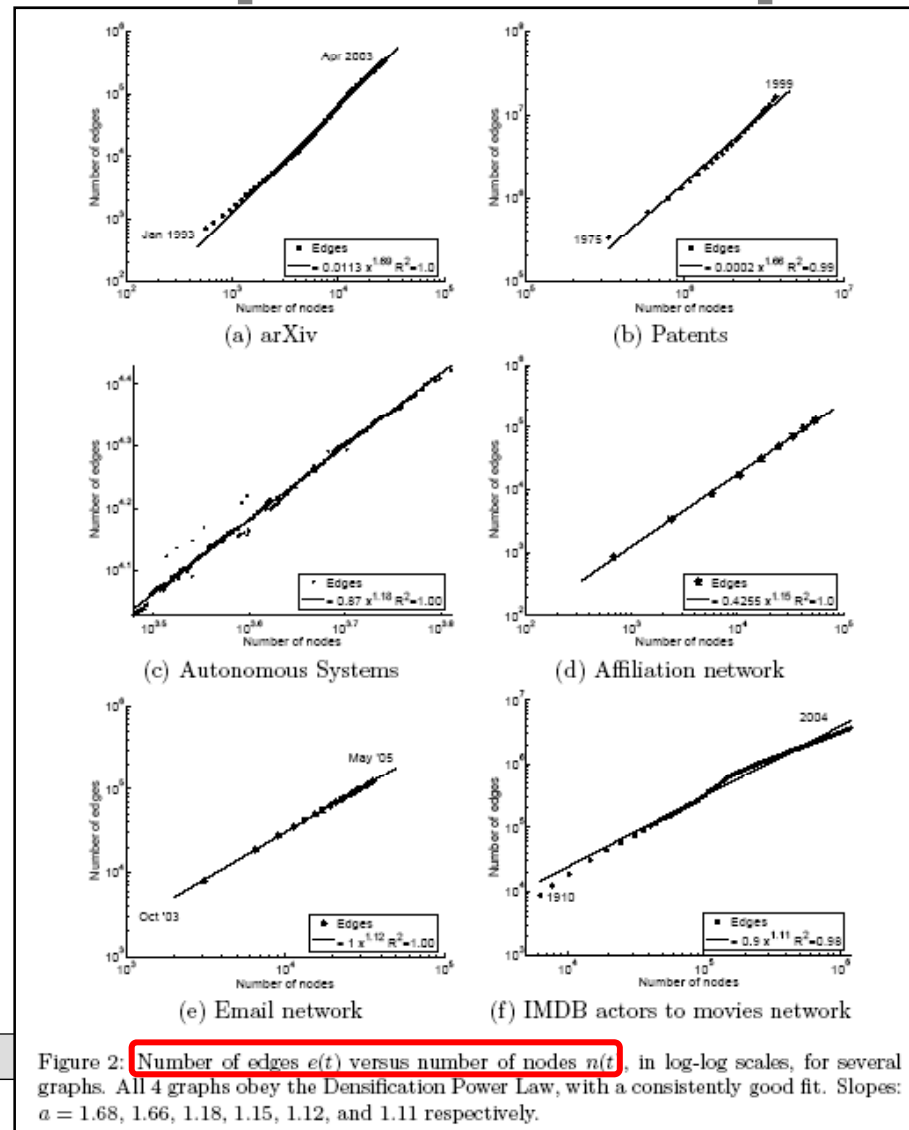 10^6
10^5
10^4
10^3
10^2
10^2 10^3 10^4 10^5
Number of edges
Number of nodes
Apr 2003
Jan 1993
Edges
= 0.0113 x^1.69 R^2=1.0
(a) arXiv
10^9
10^7
10^6
10^5
10^5 10^6 10^7
Number of edges
Number of nodes
1999
1975
Edges
= 0.0002 x^1.66 R^2=0.99
(b) Patents
10^4.4
10^4.3
10^4.2
10^4.1
10^3.5 10^3.6 10^3.7 10^3.8
Number of edges
Number of nodes
Edges
= 0.87 x^1.18 R^2=1.00
(c) Autonomous Systems
10^6
10^5
10^4
10^3
10^2
10^2 10^3 10^4 10^5
Number of edges
Number of nodes
Edges
= 0.4255 x^1.15 R^2=1.0
(d) Affiliation network
10^6
10^5
10^4
10^3
10^3 10^4 10^5
Number of edges
Number of nodes
May '05
Oct '03
Edges
= 1 x^1.12 R^2=1.00
(e) Email network
10^7
10^6
10^5
10^4
10^3
10^4 10^5 10^6
Number of edges
Number of nodes
2004
1910
Edges
= 0.9 x^1.11 R^2=0.98
(f) IMDB actors to movies network
Figure 2: Number of edges e(t) versus number of nodes n(t), in log-log scales, for several
graphs. All 4 graphs obey the Densification Power Law, with a consistently good fit. Slopes:
a = 1.68, 1.66, 1.18, 1.15, 1.12, and 1.11 respectively.